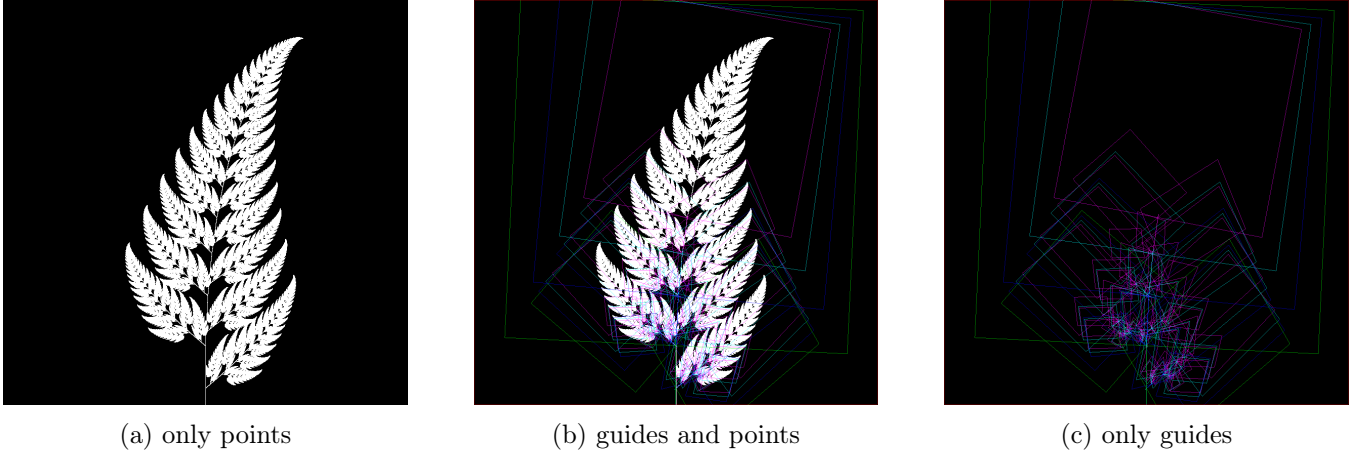 (a) only points
(b) guides and points
(c) only guides